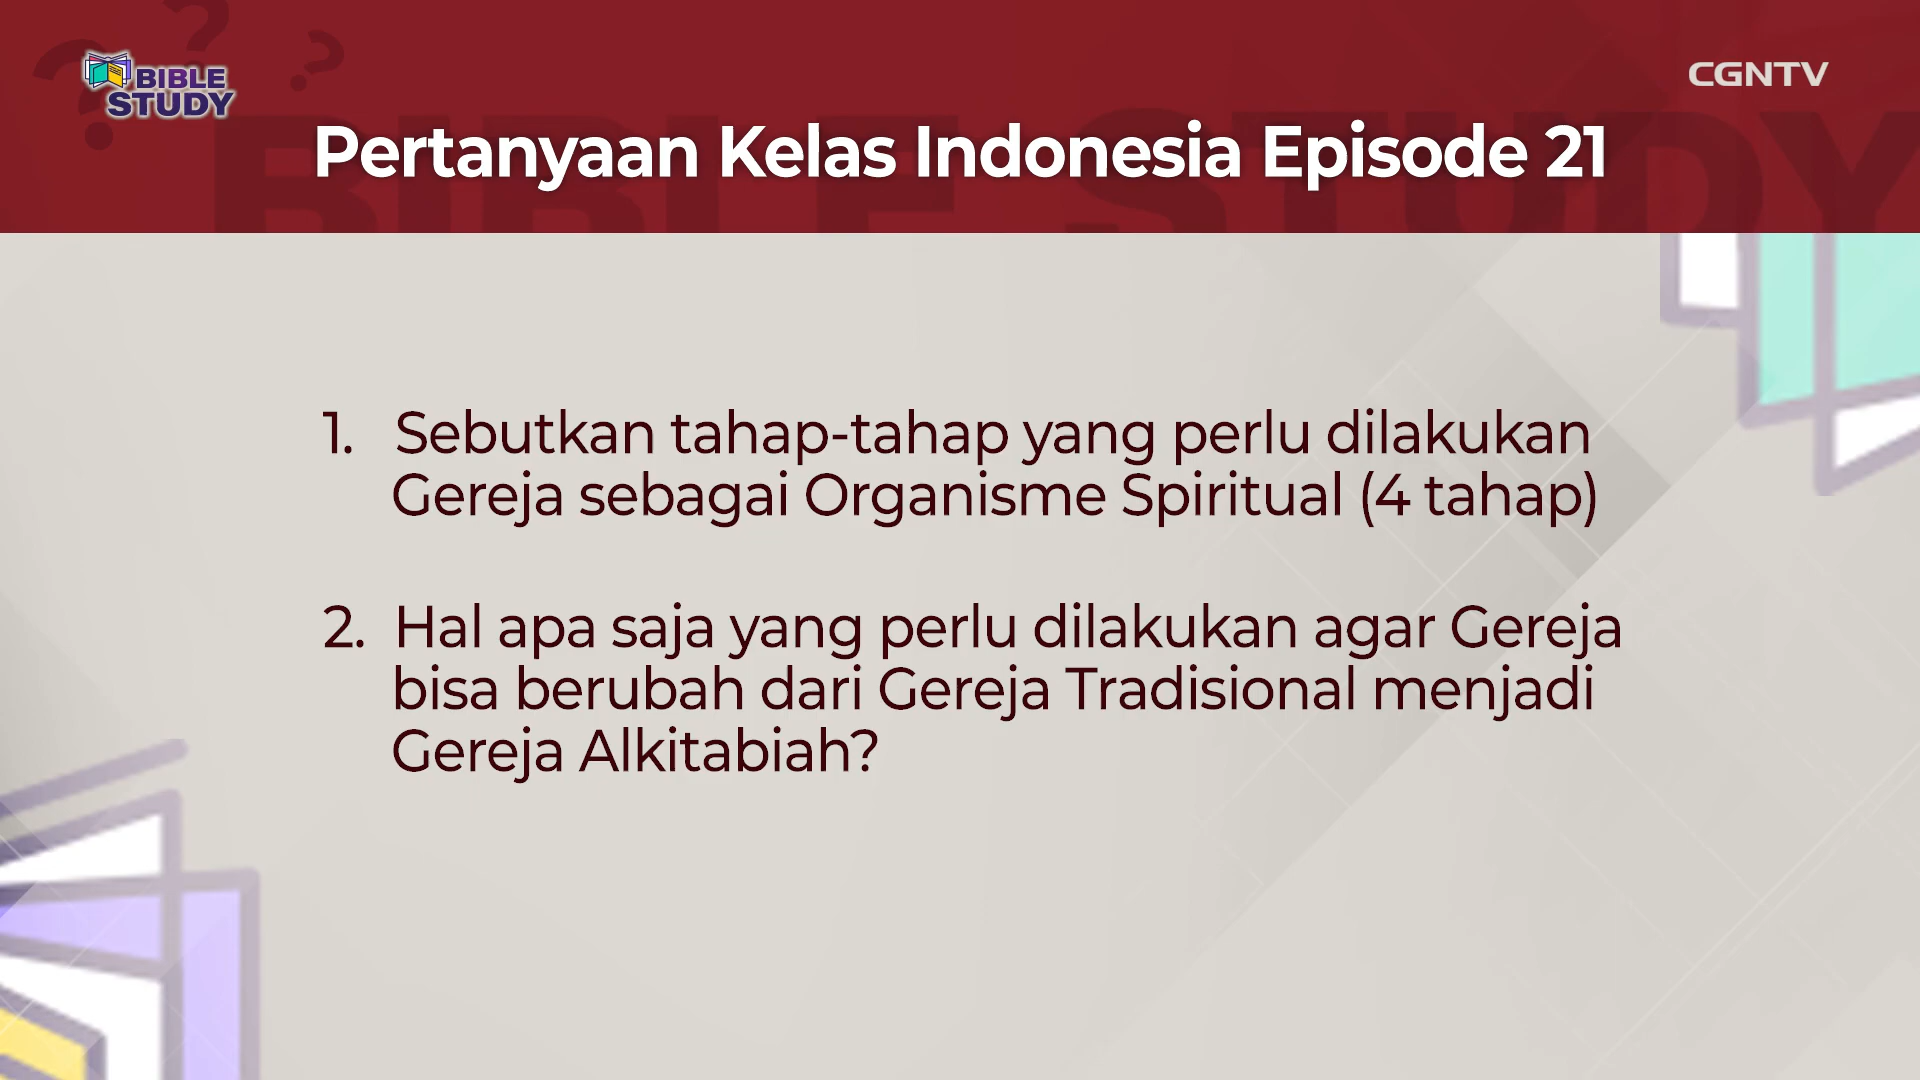 BIBLE
STUDY
CGNTV
Pertanyaan Kelas Indonesia Episode 21
BIBLE STUDY
1. Sebutkan tahap-tahap yang perlu dilakukan
Gereja sebagai Organisme Spiritual (4 tahap)
2. Hal apa saja yang perlu dilakukan agar Gereja
bisa berubah dari Gereja Tradisional menjadi
Gereja Alkitabiah?